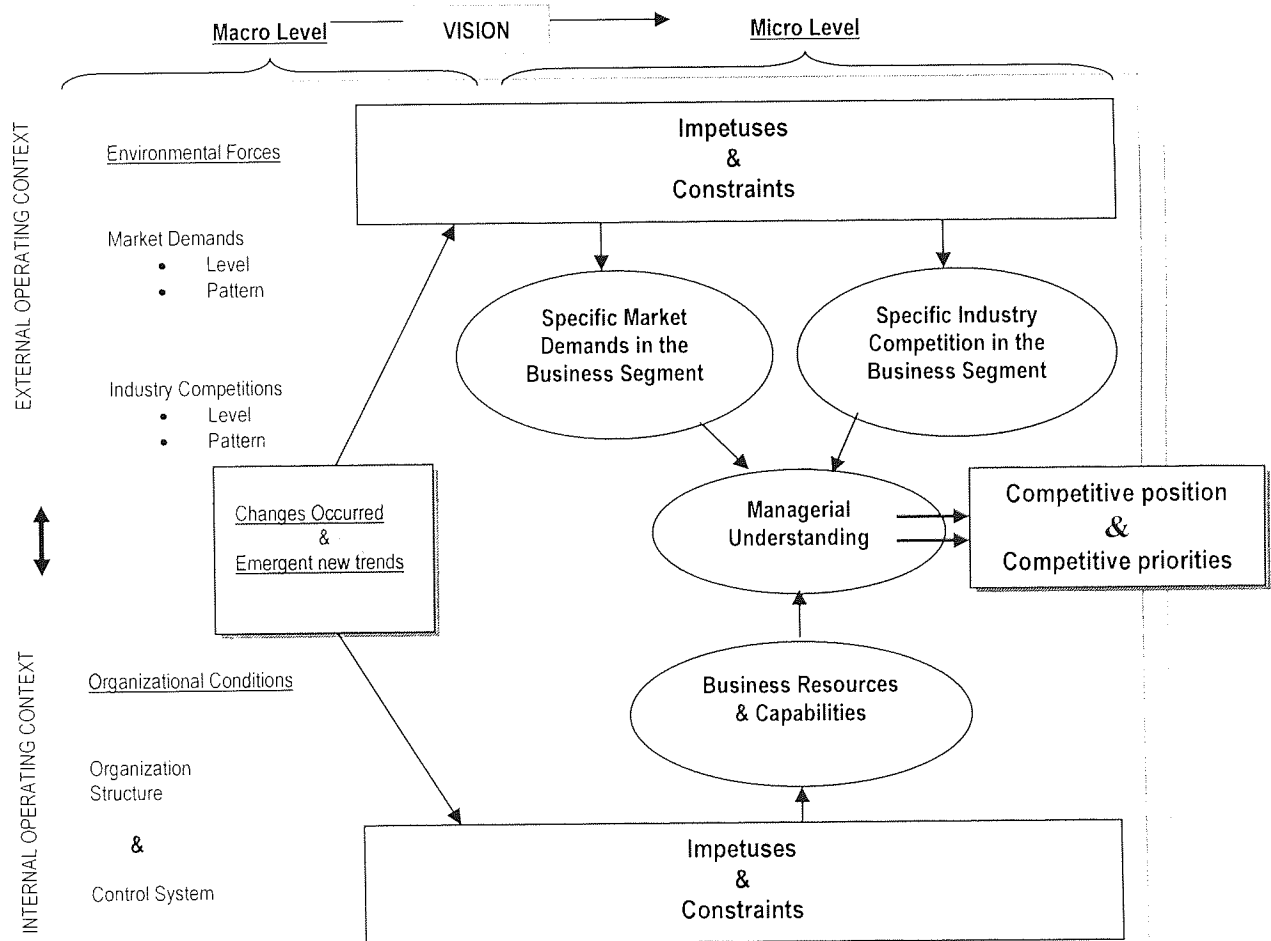 Macro Level
VISION
Micro Level
EXTERNAL OPERATING CONTEXT
Environmental Forces
Market Demands
• Level
• Pattern
Industry Competitions
• Level
• Pattern
Impetuses
&
Constraints
Specific Market
Demands in the
Business Segment
Specific Industry
Competition in the
Business Segment
Changes Occurred
&
Emergent new trends
Managerial
Understanding
Competitive position
&
Competitive priorities
INTERNAL OPERATING CONTEXT
Organizational Conditions
Organization
Structure
&
Control System
Business Resources
& Capabilities
Impetuses
&
Constraints